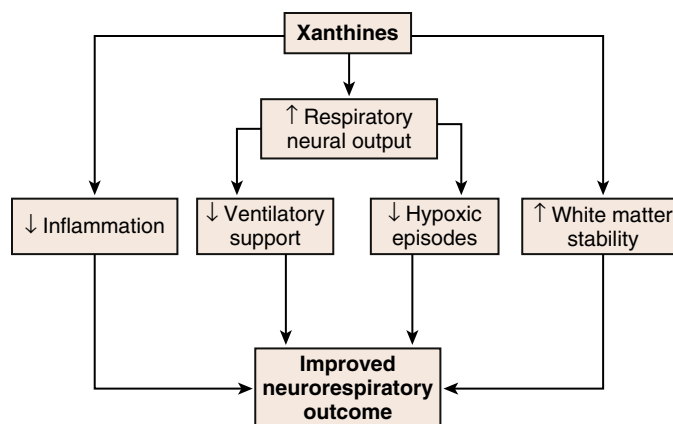 Xanthines
↑ Respiratory
neural output
↓ Inflammation
↓ Ventilatory
support
↓ Hypoxic
episodes
↑ White matter
stability
Improved
neurorespiratory
outcome